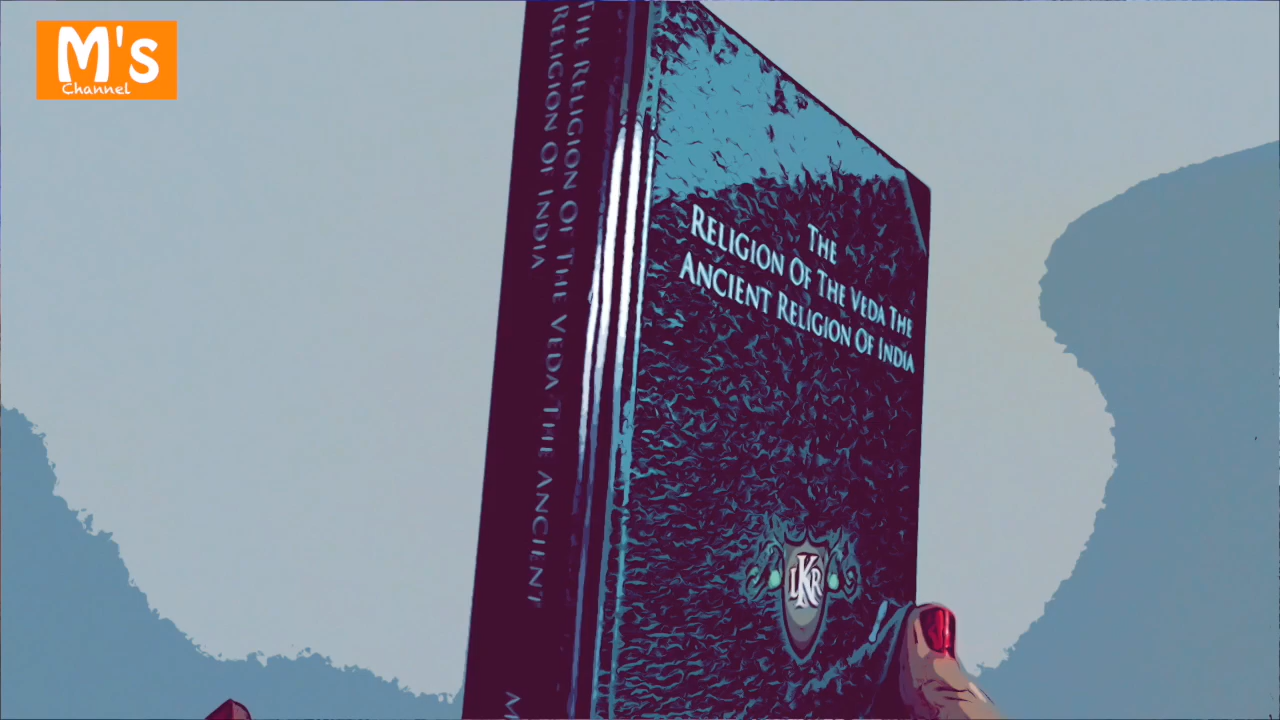 M's
Channel
THE RELIGION OF THE VEDA THE ANCIENT
RELIGION OF INDIA
M
THE
RELIGION OF THE VEDA THE
ANCIENT RELIGION OF INDIA
LKR